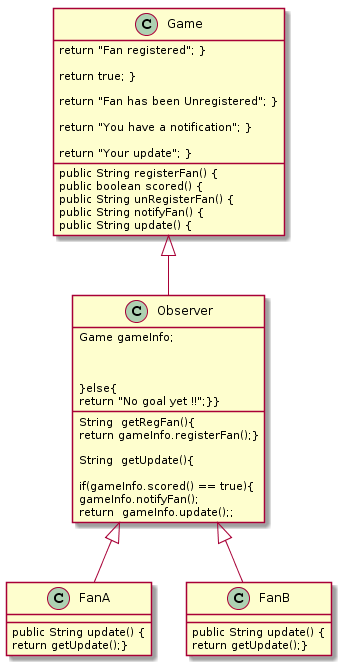 C Game
return "Fan registered"; }
return true; }
return "Fan has been Unregistered"; }
return "You have a notification"; }
return "Your update"; }
public String registerFan() {
public boolean scored() {
public String unRegisterFan() {
public String notifyFan() {
public String update() {
C Observer
Game gameInfo;
}else{
return "No goal yet !!";}}
String  getRegFan(){
return gameInfo.registerFan();}
String  getUpdate(){
if(gameInfo.scored() == true){
gameInfo.notifyFan();
return  gameInfo.update();;
C FanA
public String update() {
return getUpdate();}
C FanB
public String update() {
return getUpdate();}